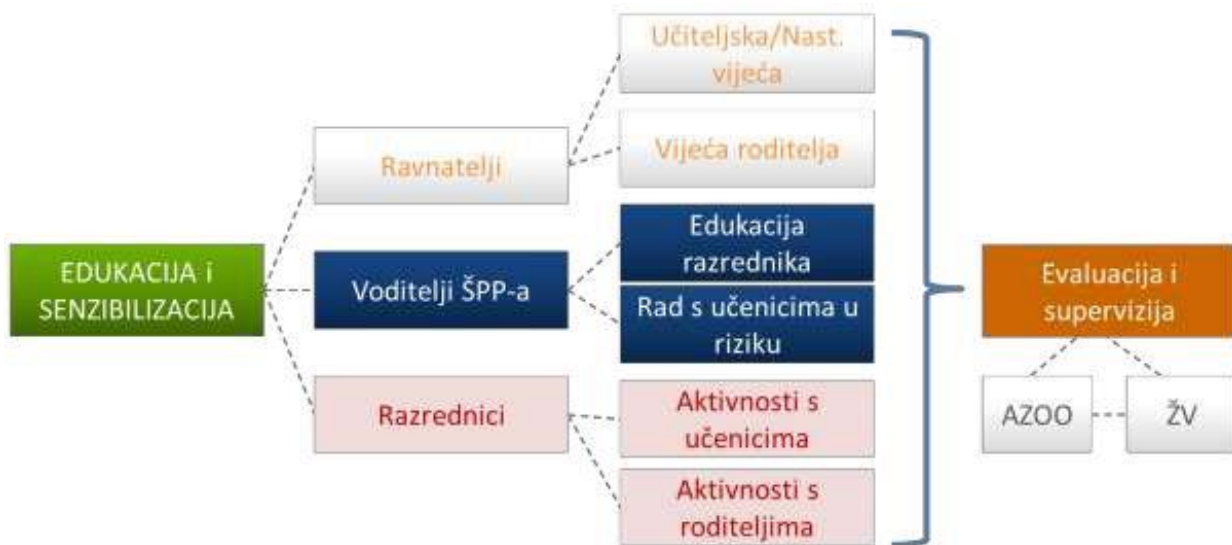 EDUKACIJA i
SENZIBILIZACIJA
Ravnatelji
Voditelji ŠPP-a
Razrednici
Učiteljska/Nast.
vijeća
Vijeća roditelja
Edukacija
razrednika
Rad s učenicima u
riziku
Aktivnosti s
učenicima
Aktivnosti s
roditeljima
Evaluacija i
supervizija
AZOO
ŽV